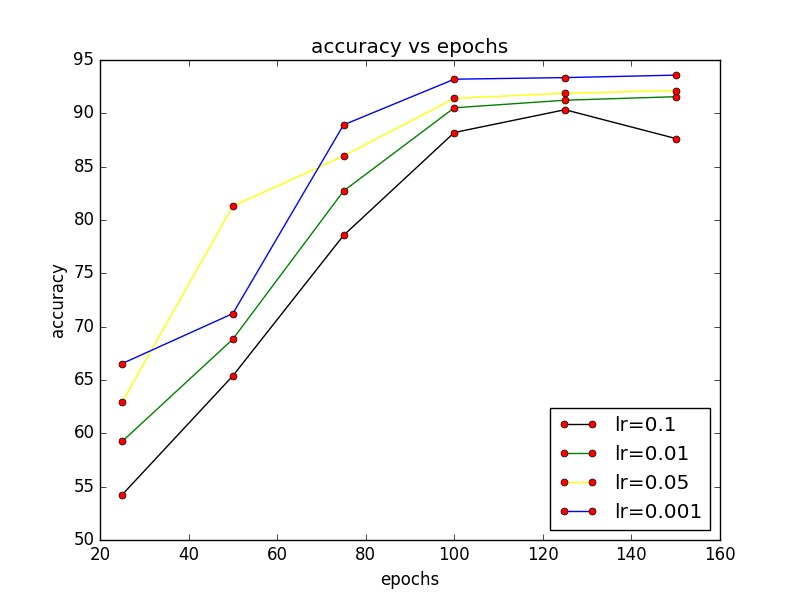 accuracy vs epochs
95
90
85
80
75
70
65
60
55
50
accuracy
20 40 60 80 100 120 140 160
epochs
lr=0.1
lr=0.01
lr=0.05
lr=0.001